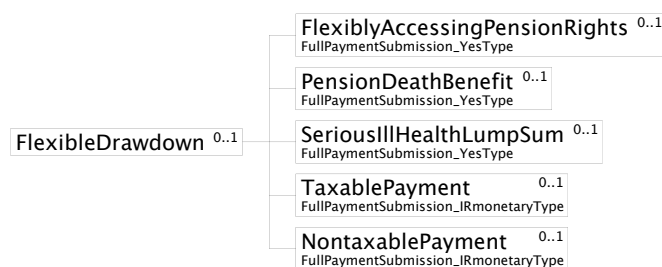 FlexiblyAccessingPensionRights 0..1
FullPaymentSubmission_YesType
PensionDeathBenefit 0..1
FullPaymentSubmission_YesType
FlexibleDrawdown 0..1
SeriousIllHealthLumpSum 0..1
FullPaymentSubmission_YesType
TaxablePayment 0..1
FullPaymentSubmission_IRmonetaryType
NontaxablePayment 0..1
FullPaymentSubmission_IRmonetaryType